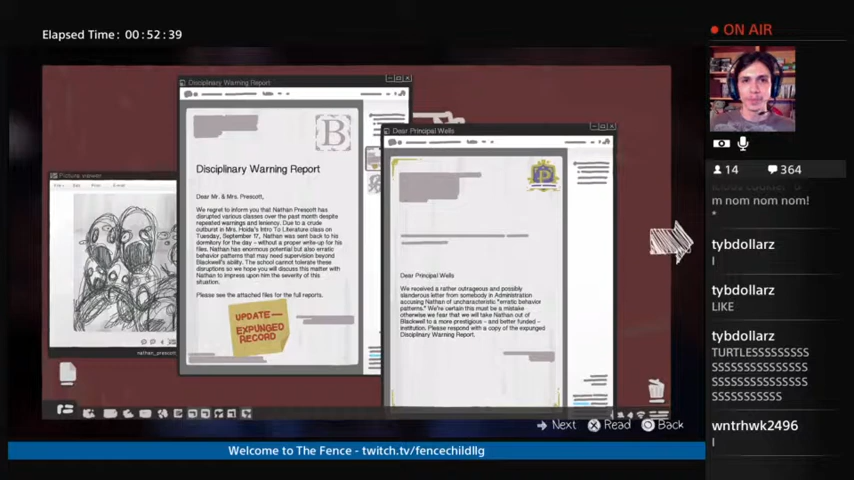 Elapsed Time: 00:52:39
ON AIR
Disciplinary Warning Report
B
Disciplinary Warning Report
Dear Mr. & Mrs. Prescott,
We regret to inform you that Nathan Prescott has
disrupted various classes over the past month despite
repeated warnings and leniency. Due to a crude
outburst in Mrs. Hoida's Intro To Literature class on
Tuesday, September 17, Nathan was sent back to his
dormitory for the day – without a proper write-up for his
files. Nathan has enormous potential but also erratic
behavior patterns that may need supervision beyond
Blackwell's ability. The school cannot tolerate these
disruptions so we hope you will discuss this matter with
Nathan to impress upon him the severity of this
situation.
Please see the attached files for the full reports.
UPDATE—
EXPUNGED
RECORD
Picture viewer
nathan_prescott
Dear Principal Wells
P
Dear Principal Wells
We received a rather outrageous and possibly
slanderous letter from somebody in Administration
accusing Nathan of uncharacteristic "erratic behavior
patterns." We're certain this must be a mistake
otherwise we fear that we will take Nathan out of
Blackwell to a more prestigious – and better funded –
institution. Please respond with a copy of the expunged
Disciplinary Warning Report.
Next
X Read
Back
Welcome to The Fence - twitch.tv/fencechildllg
14
364
m nom nom nom!
*
tybdollarz
I
tybdollarz
LIKE
tybdollarz
TURTLESSSSSSSSS
SSSSSSSSSSSSSSS
SSSSSSSSSSSSSSS
SSSSSSSSSSS
wntrhwk2496
I